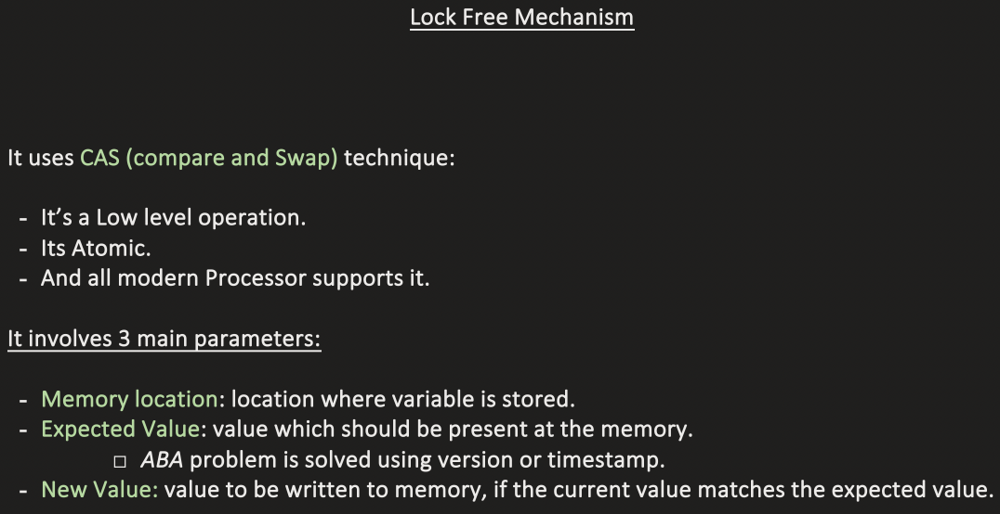 Lock Free Mechanism
It uses CAS (compare and Swap) technique:
- It’s a Low level operation.
- Its Atomic.
- And all modern Processor supports it.
It involves 3 main parameters:
- Memory location: location where variable is stored.
- Expected Value: value which should be present at the memory.
□ ABA problem is solved using version or timestamp.
- New Value: value to be written to memory, if the current value matches the expected value.